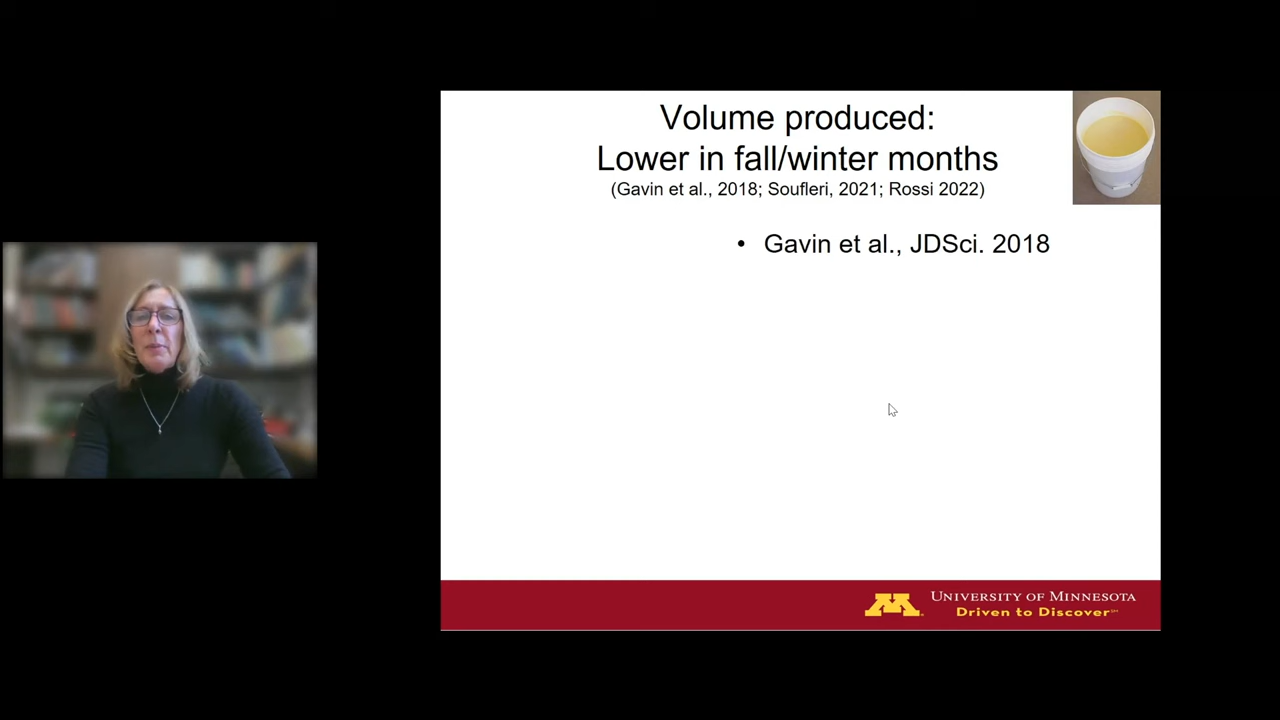 Volume produced:
Lower in fall/winter months
(Gavin et al., 2018; Soufleri, 2021; Rossi 2022)
• Gavin et al., JDSci. 2018
UNIVERSITY OF MINNESOTA
Driven to Discover℠